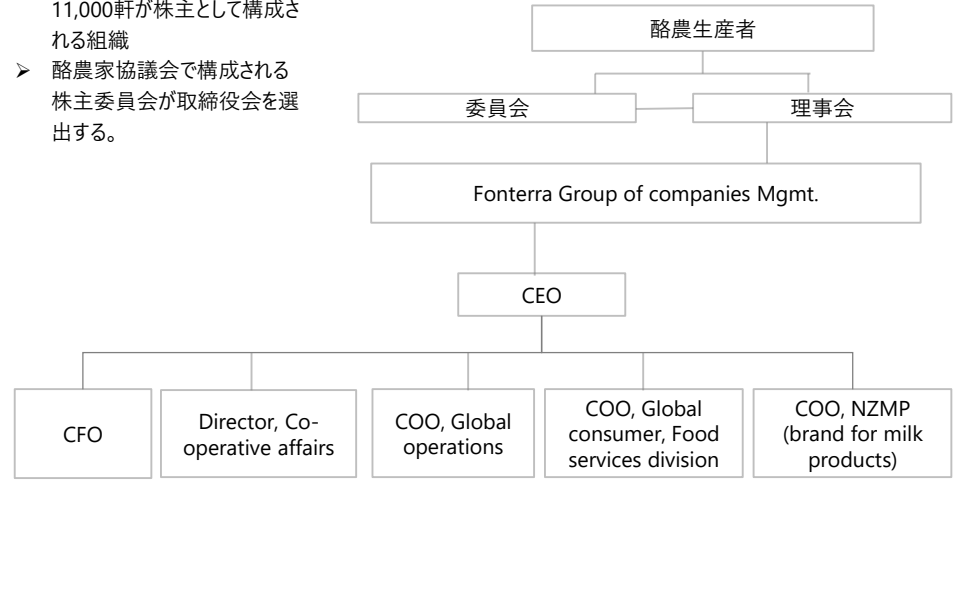 11,000軒が株主として構成さ
れる組織
➢ 酪農家協議会で構成される
株主委員会が取締役会を選
出する。
酪農生産者
委員会
理事会
Fonterra Group of companies Mgmt.
CEO
CFO
Director, Co-
operative affairs
COO, Global
operations
COO, Global
consumer, Food
services division
COO, NZMP
(brand for milk
products)